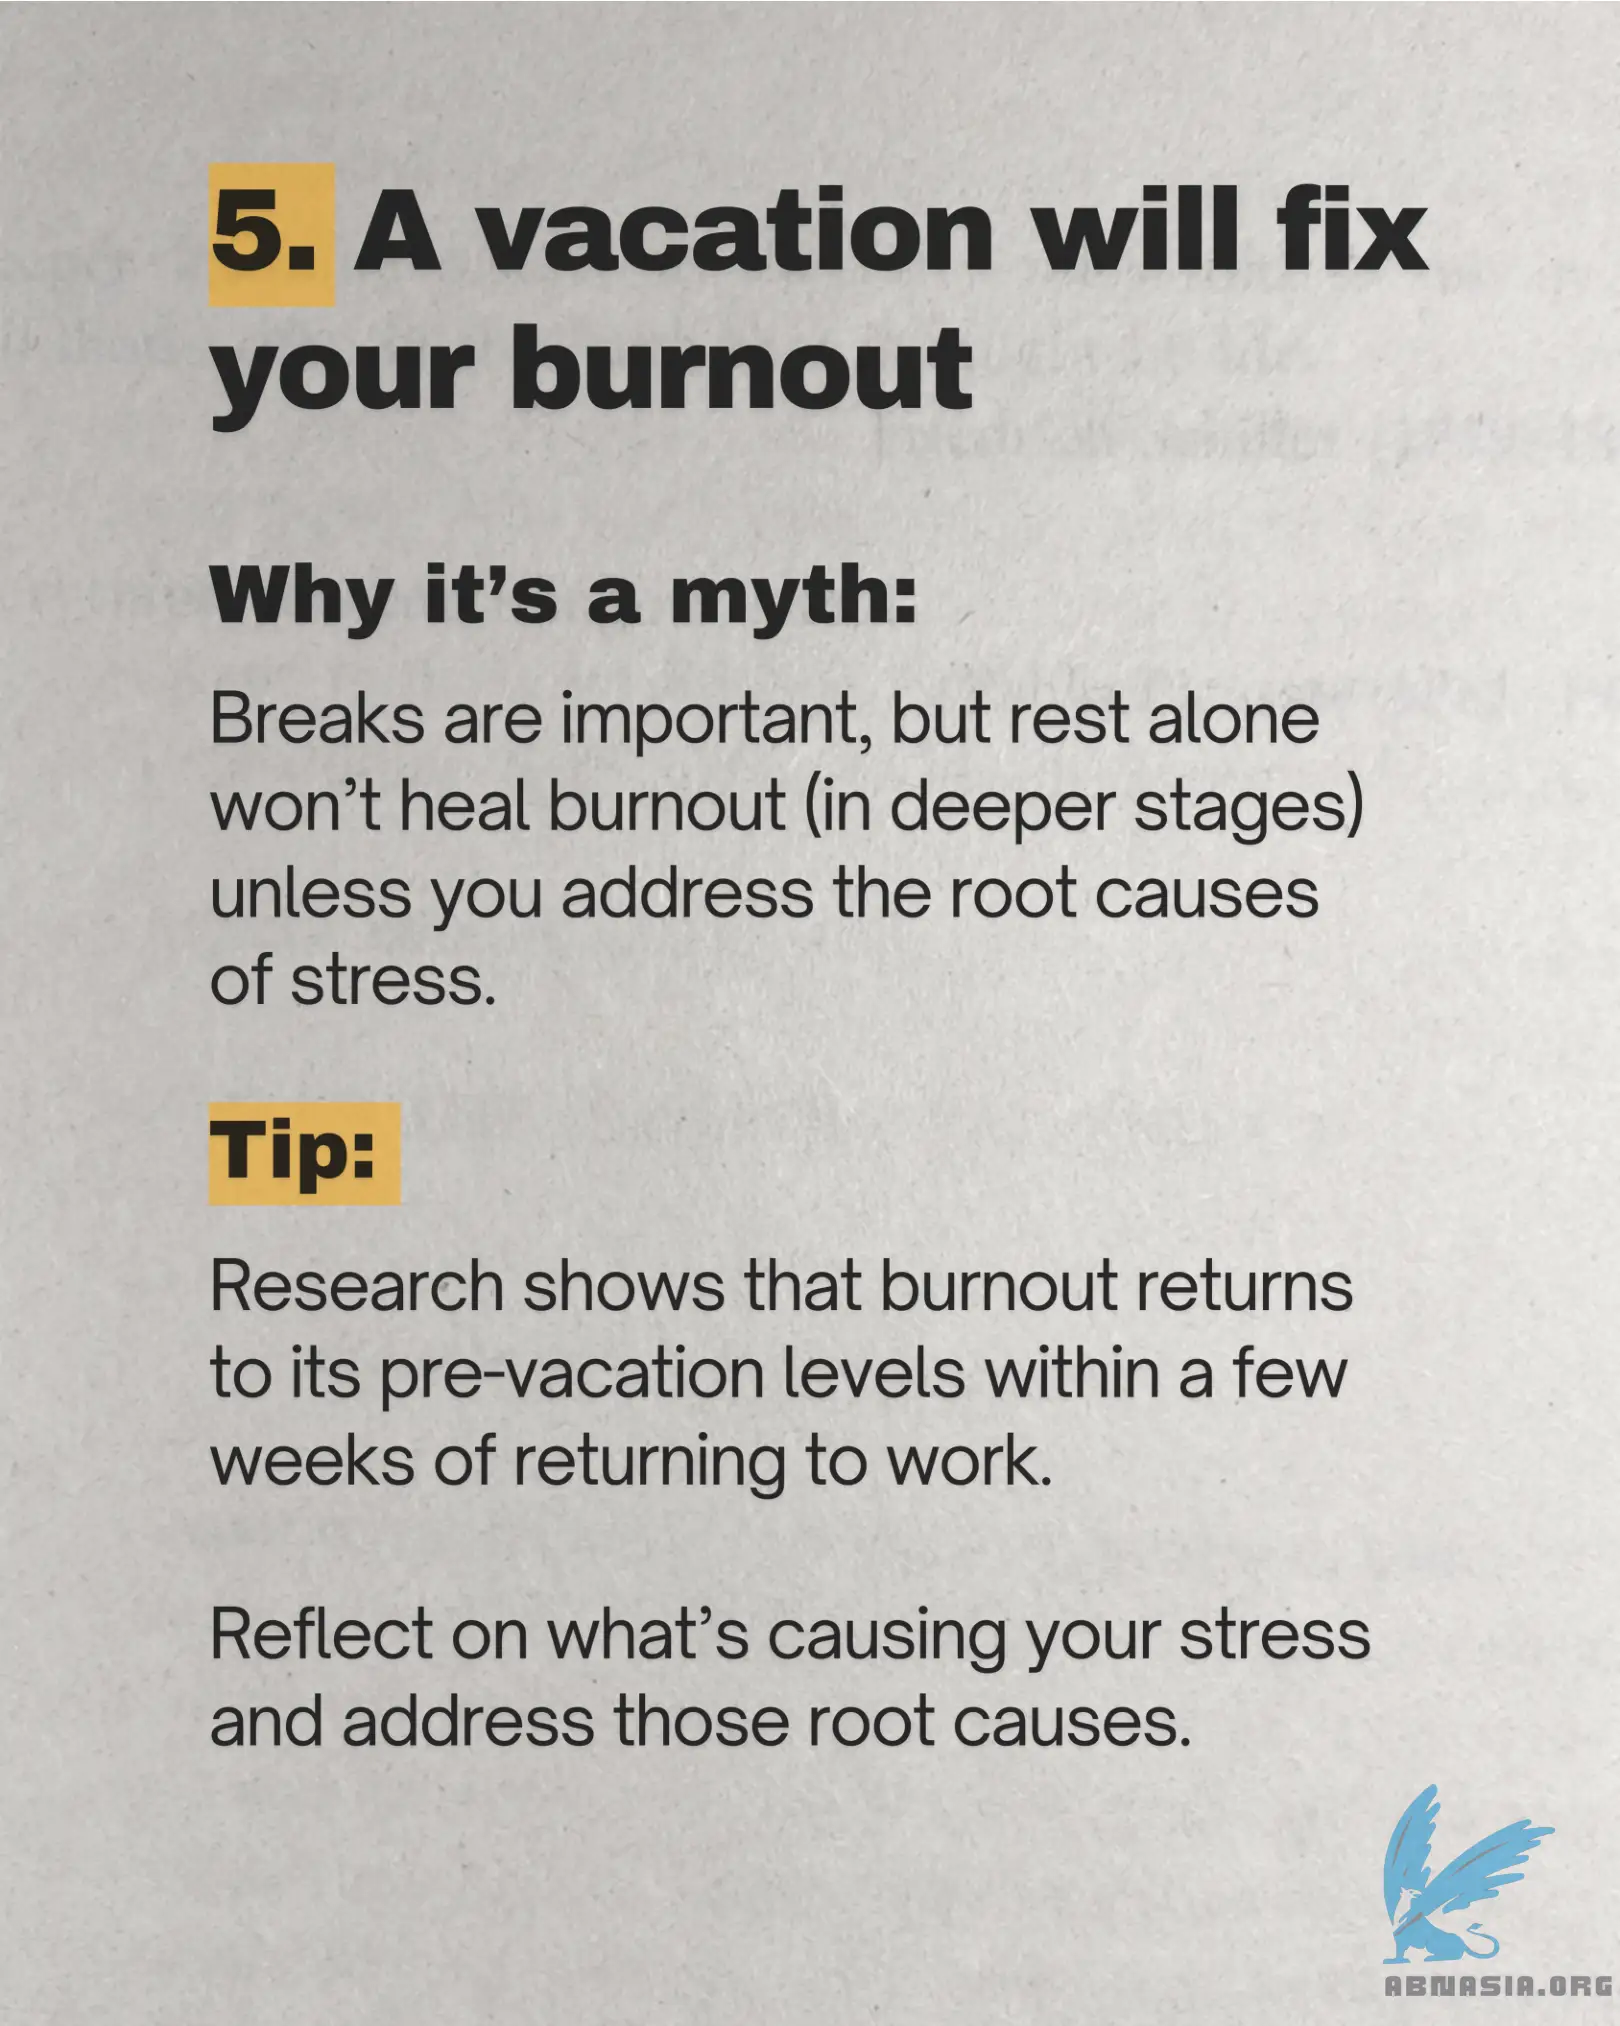 5. A vacation will fix
your burnout
Why it’s a myth:
Breaks are important, but rest alone
won’t heal burnout (in deeper stages)
unless you address the root causes
of stress.
Tip:
Research shows that burnout returns
to its pre-vacation levels within a few
weeks of returning to work.
Reflect on what’s causing your stress
and address those root causes.
ABNASIA.ORG